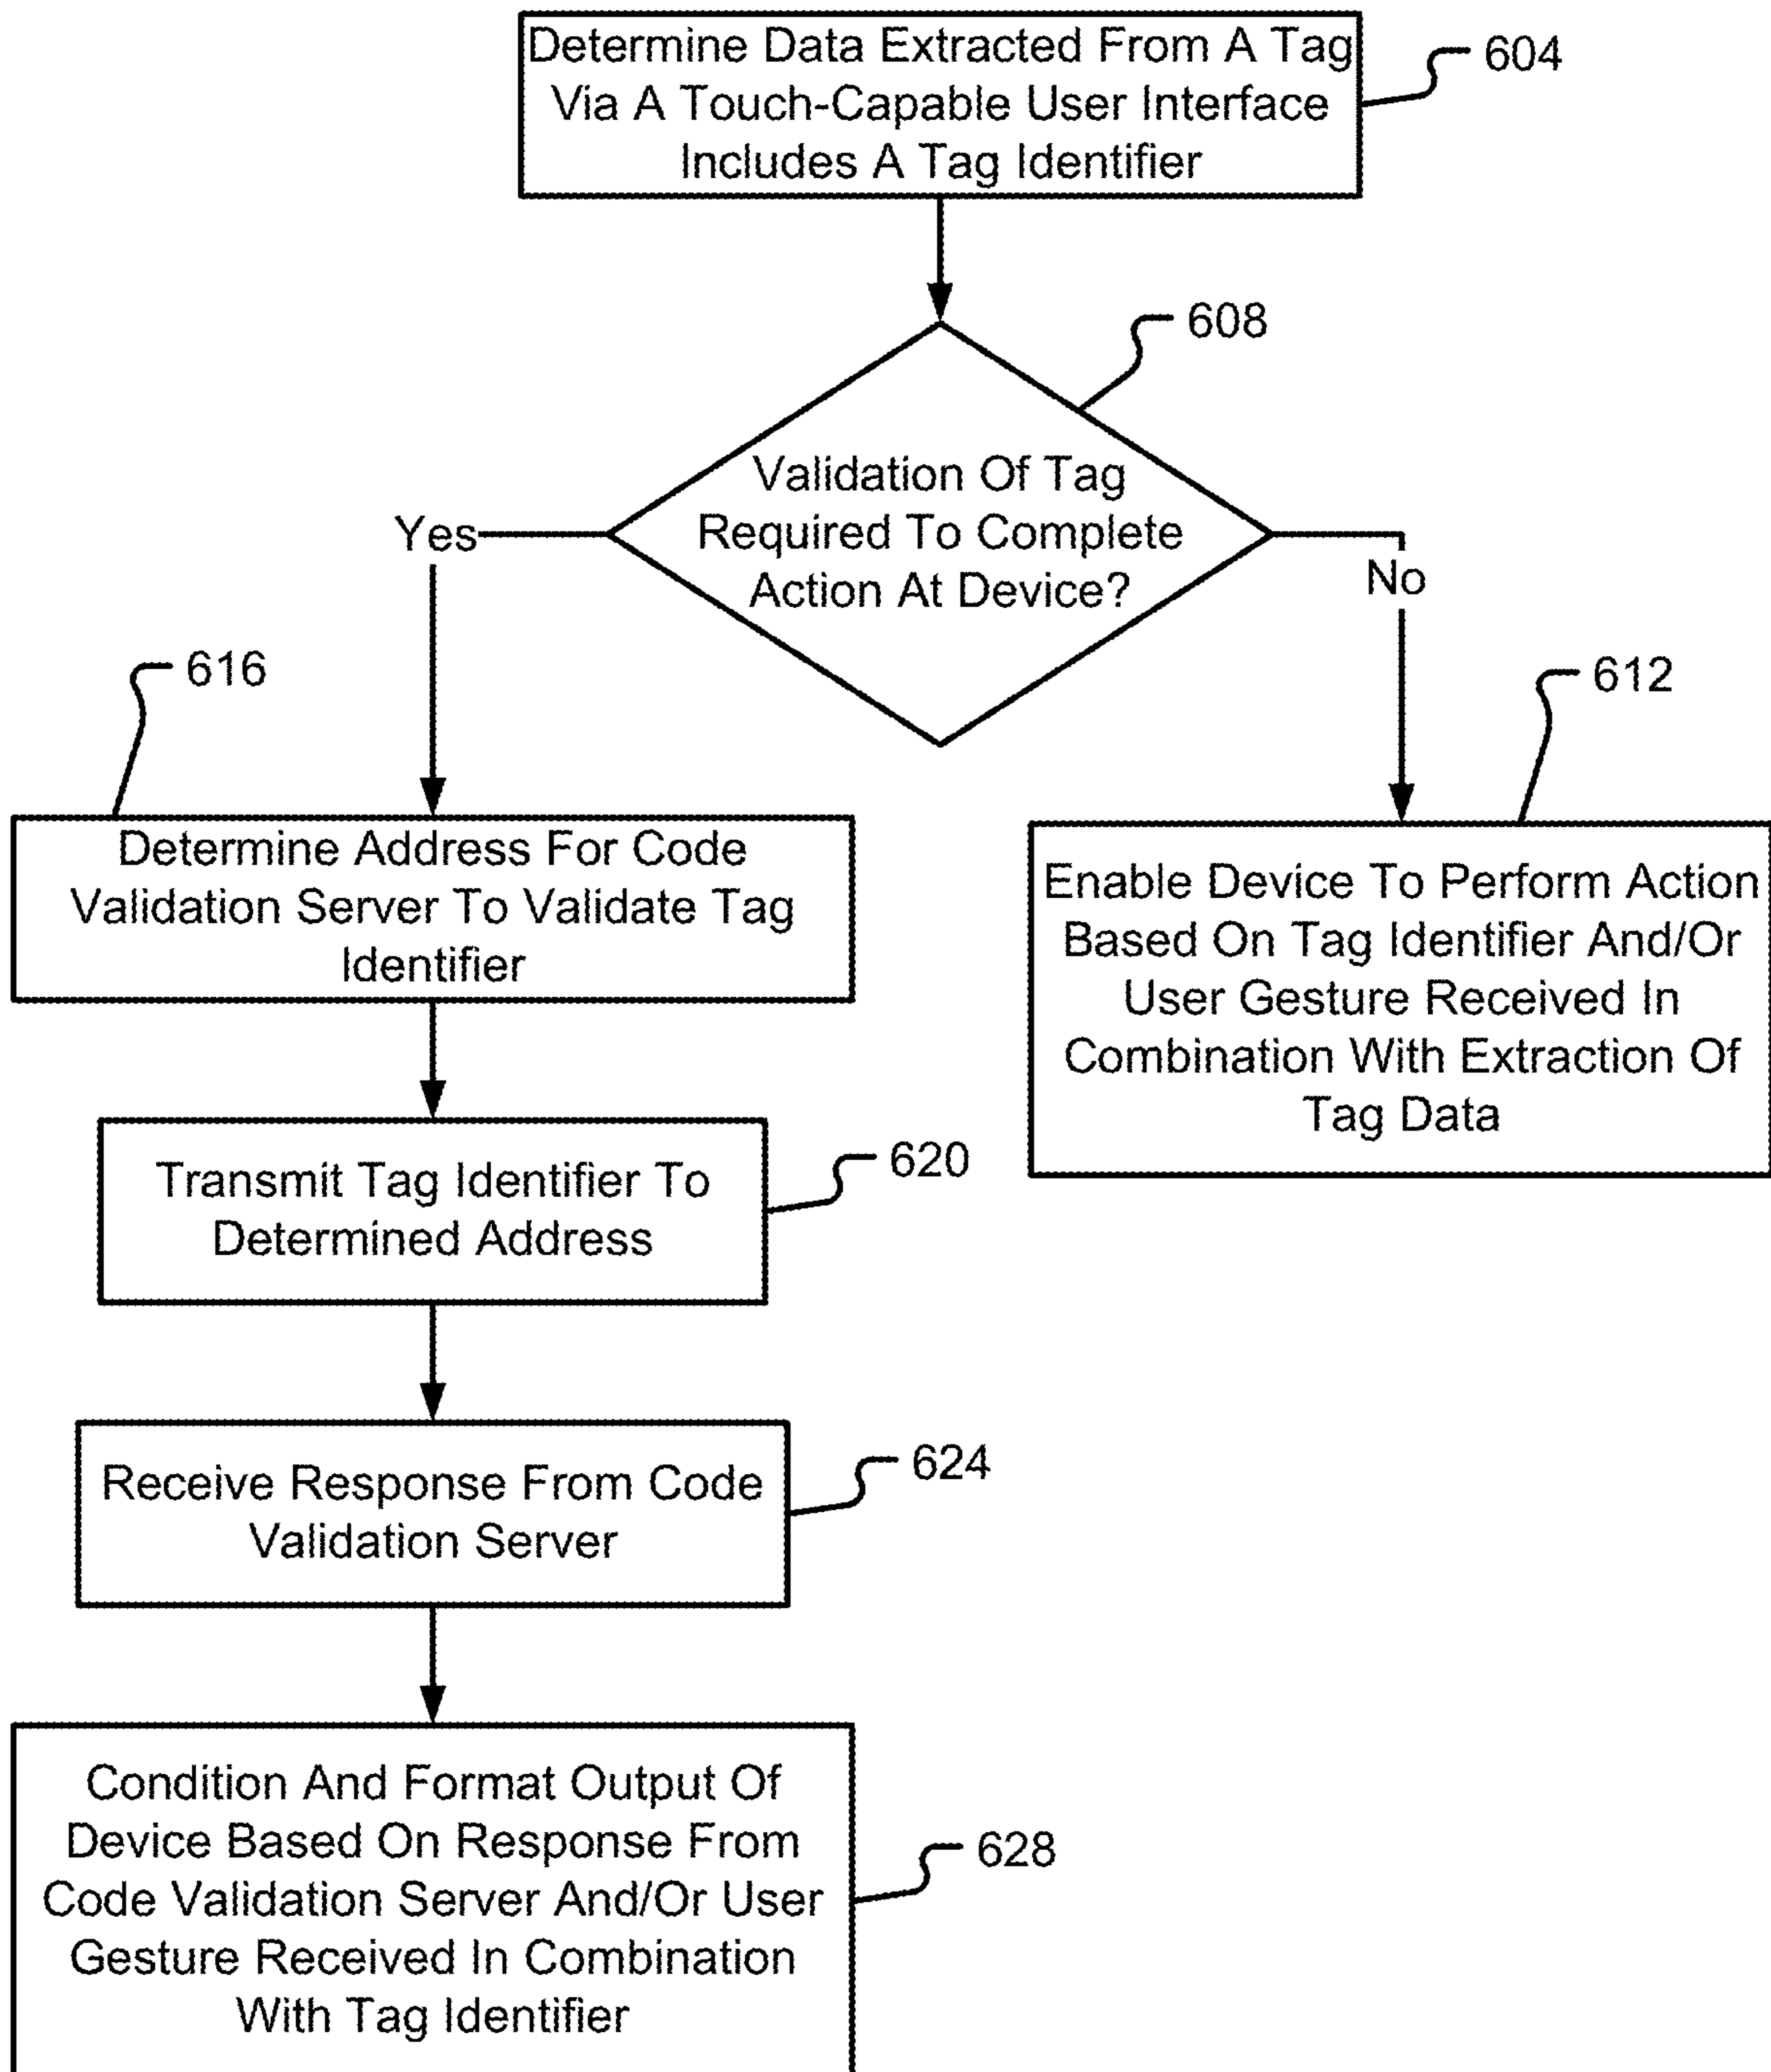 Determine Data Extracted From A Tag
Via A Touch-Capable User Interface
Includes A Tag Identifier
604
608
Validation Of Tag
Required To Complete
Action At Device?
Yes
No
616
612
Determine Address For Code
Validation Server To Validate Tag
Identifier
Enable Device To Perform Action
Based On Tag Identifier And/Or
User Gesture Received In
Combination With Extraction Of
Tag Data
Transmit Tag Identifier To
Determined Address
620
Receive Response From Code
Validation Server
624
Condition And Format Output Of
Device Based On Response From
Code Validation Server And/Or User
Gesture Received In Combination
With Tag Identifier
628